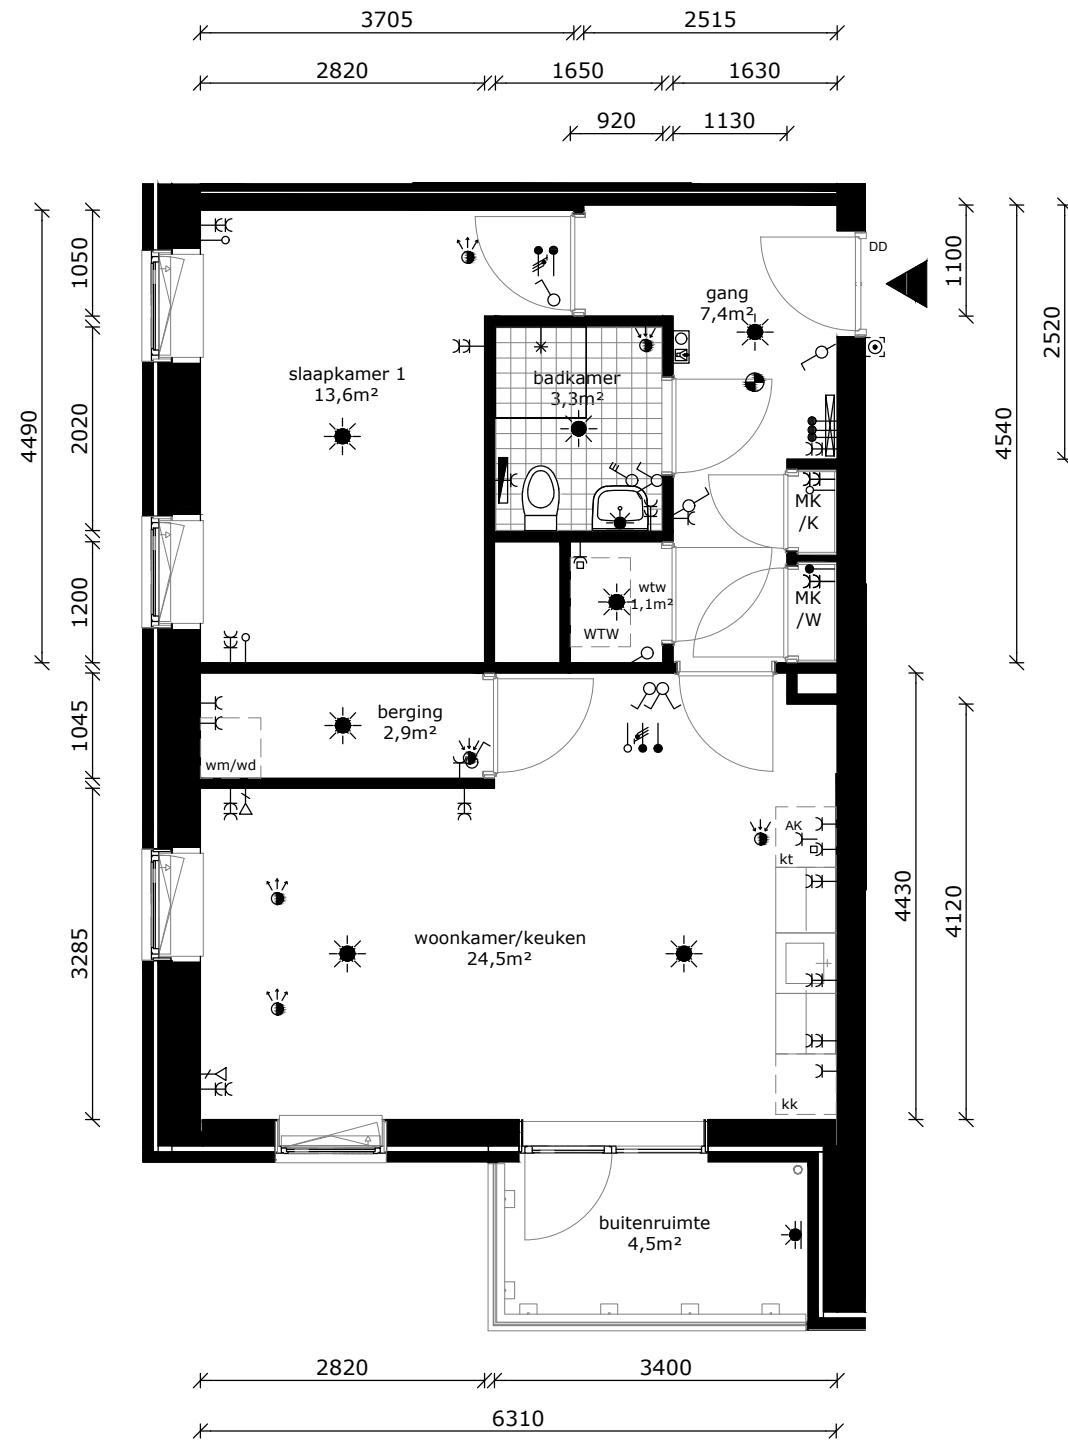 3705
2515
2820
1650
1630
920
1130
1050
2020
4490
1200
1045
3285
DD
1100
2520
4540
4430
4120
gang
7,4m²
slaapkamer 1
13,6m²
badkamer
3,3m²
MK
/K
wtw
1,1m²
WTW
MK
/W
berging
2,9m²
wm/wd
AK
kt
woonkamer/keuken
24,5m²
kk
buitenruimte
4,5m²
2820
3400
6310